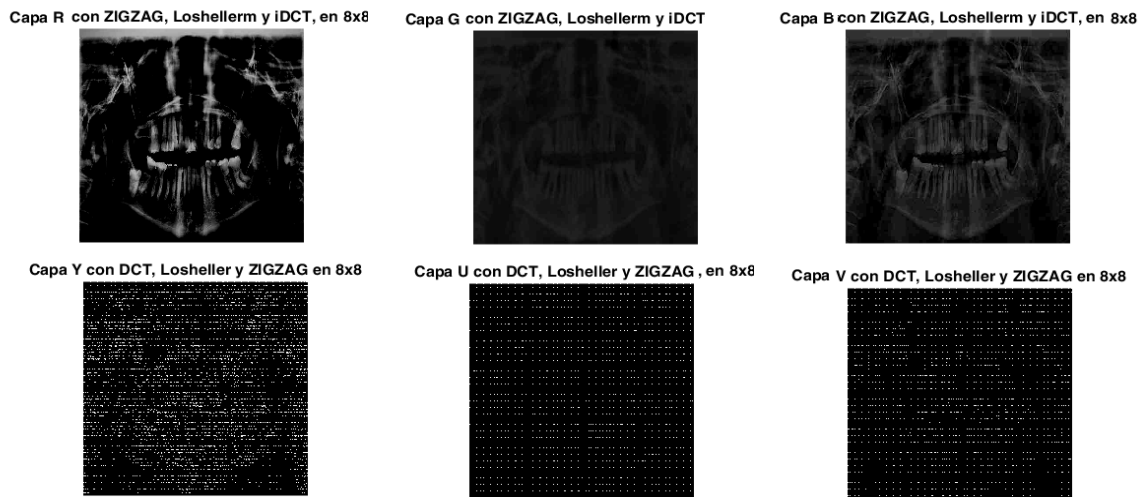 Capa R con ZIGZAG, Loshellerm y iDCT, en 8x8
Capa G con ZIGZAG, Loshellerm y iDCT
Capa B con ZIGZAG, Loshellerm y iDCT, en 8x8
Capa Y con DCT, Losheller y ZIGZAG en 8x8
Capa U con DCT, Losheller y ZIGZAG , en 8x8
Capa V con DCT, Losheller y ZIGZAG en 8x8